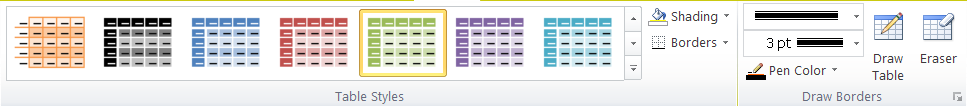 Shading
Borders
Table Styles
3 pt
Pen Color
Draw
Table
Eraser
Draw Borders